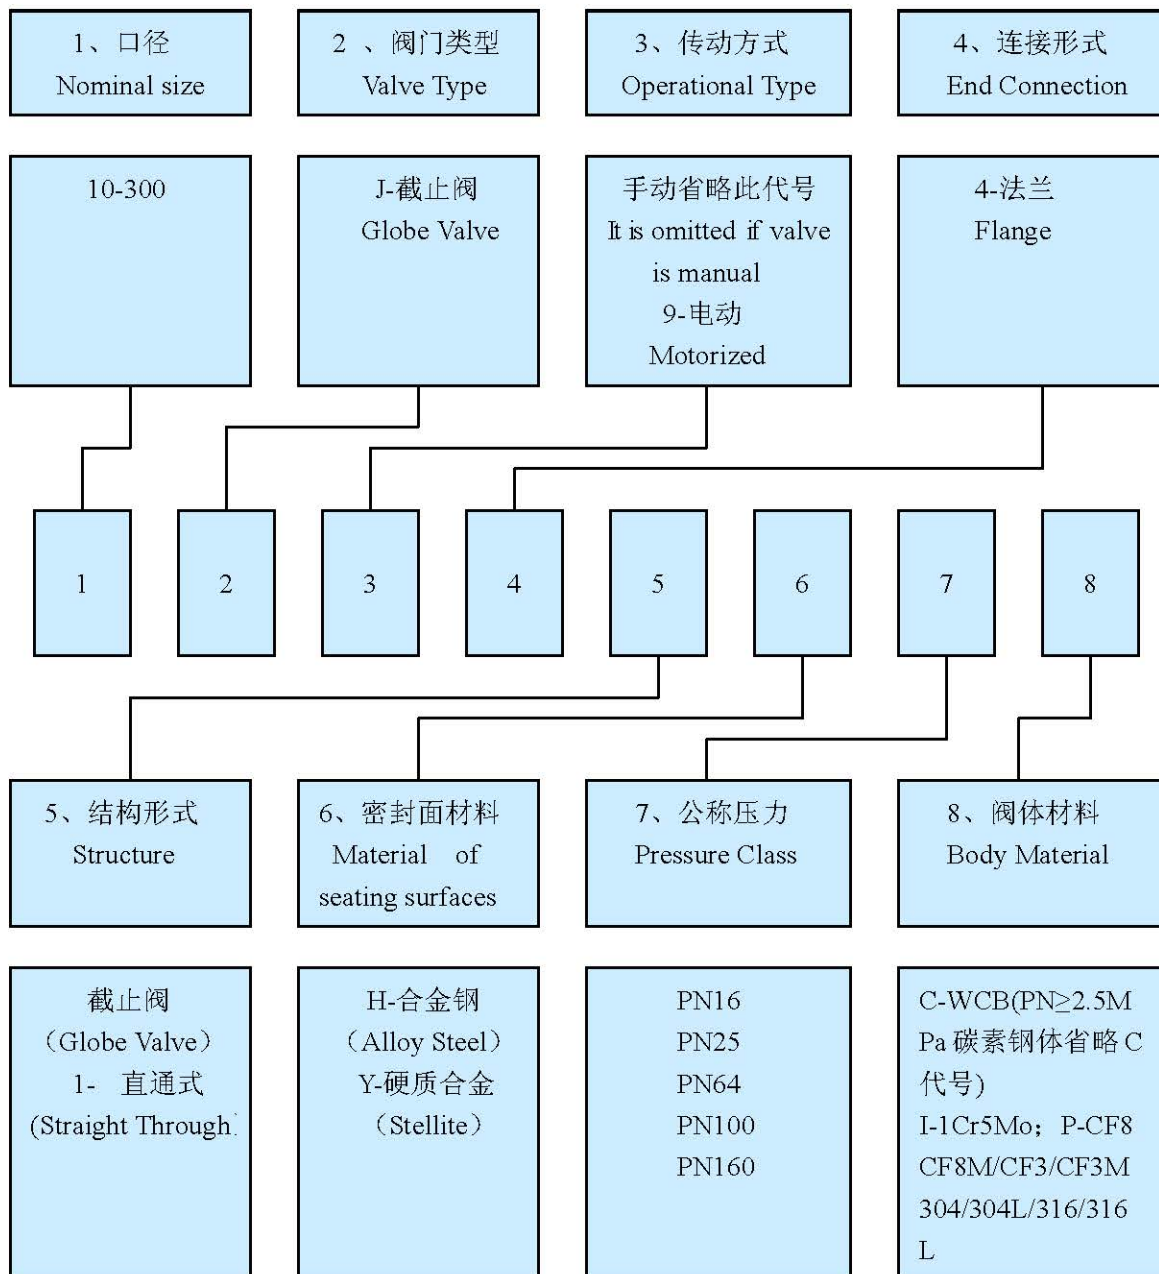 1、口径
Nominal size
2 、阀门类型
Valve Type
3、传动方式
Operational Type
4、连接形式
End Connection
10-300
J-截止阀
Globe Valve
手动省略此代号
It is omitted if valve
is manual
9-电动
Motorized
4-法兰
Flange
1
2
3
4
5
6
7
8
5、结构形式
Structure
6、密封面材料
Material of
seating surfaces
7、公称压力
Pressure Class
8、阀体材料
Body Material
截止阀
（Globe Valve）
1- 直通式
(Straight Through)
H-合金钢
（Alloy Steel）
Y-硬质合金
（Stellite）
PN16
PN25
PN64
PN100
PN160
C-WCB(PN≥2.5M
Pa 碳素钢体省略 C
代号)
I-1Cr5Mo；P-CF8
CF8M/CF3/CF3M
304/304L/316/316
L